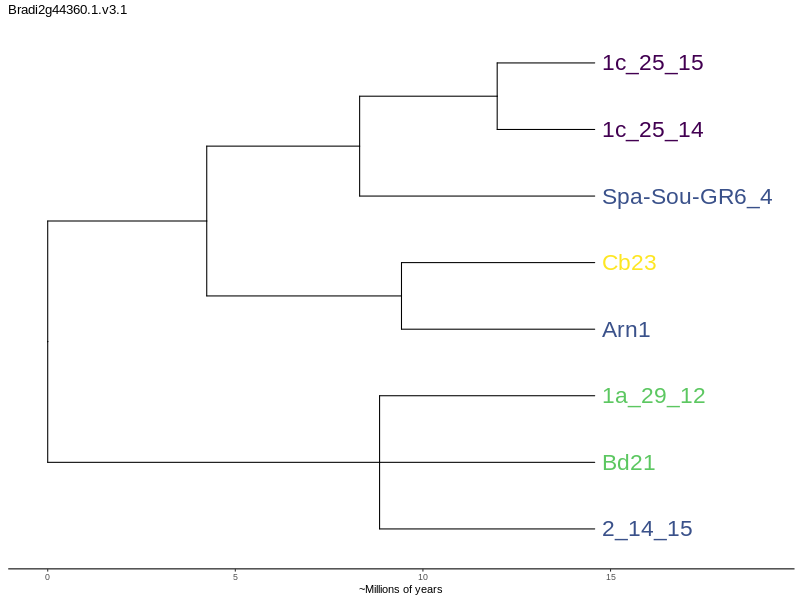 Bradi2g44360.1.v3.1
1c_25_15
1c_25_14
Spa-Sou-GR6_4
Cb23
Arn1
1a_29_12
Bd21
2_14_15
0 5 10 15
~Millions of years